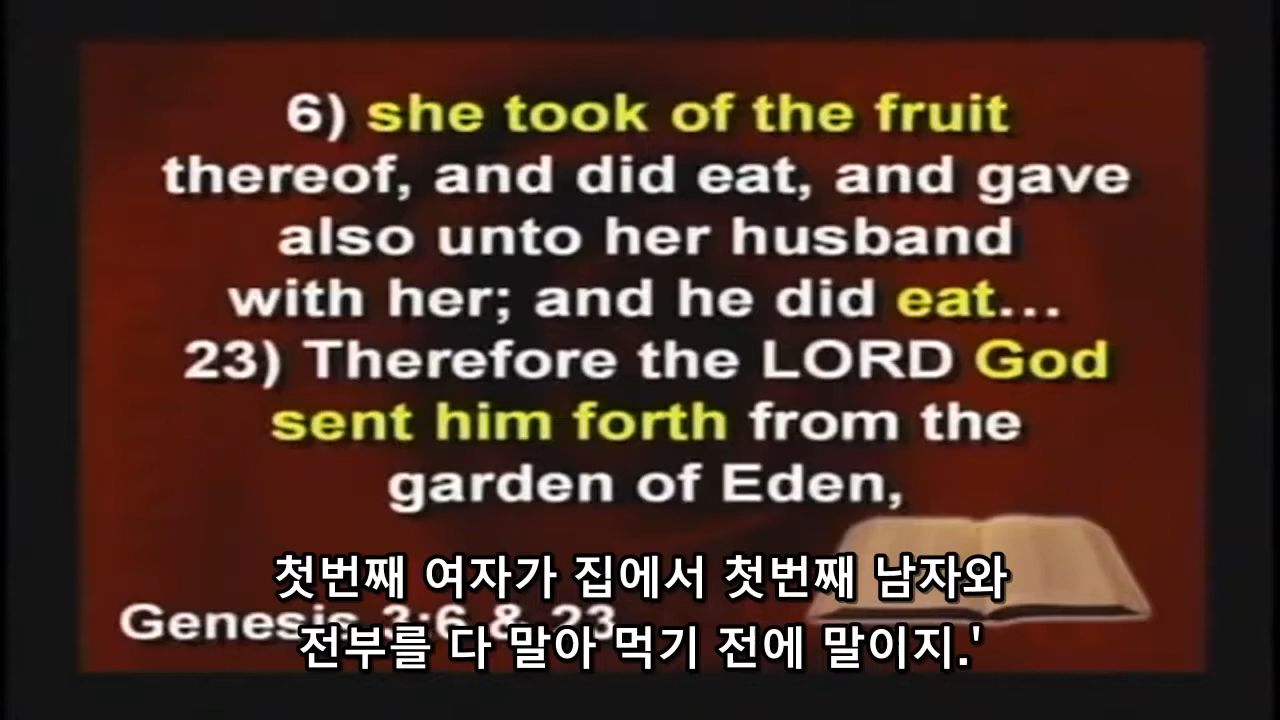 6) she took of the fruit
thereof, and did eat, and gave
also unto her husband
with her; and he did eat...
23) Therefore the LORD God
sent him forth from the
garden of Eden,
첫번째 여자가 집에서 첫번째 남자와
Genesis 3:6 & 23
전부를 다 말아 먹기 전에 말이지.'